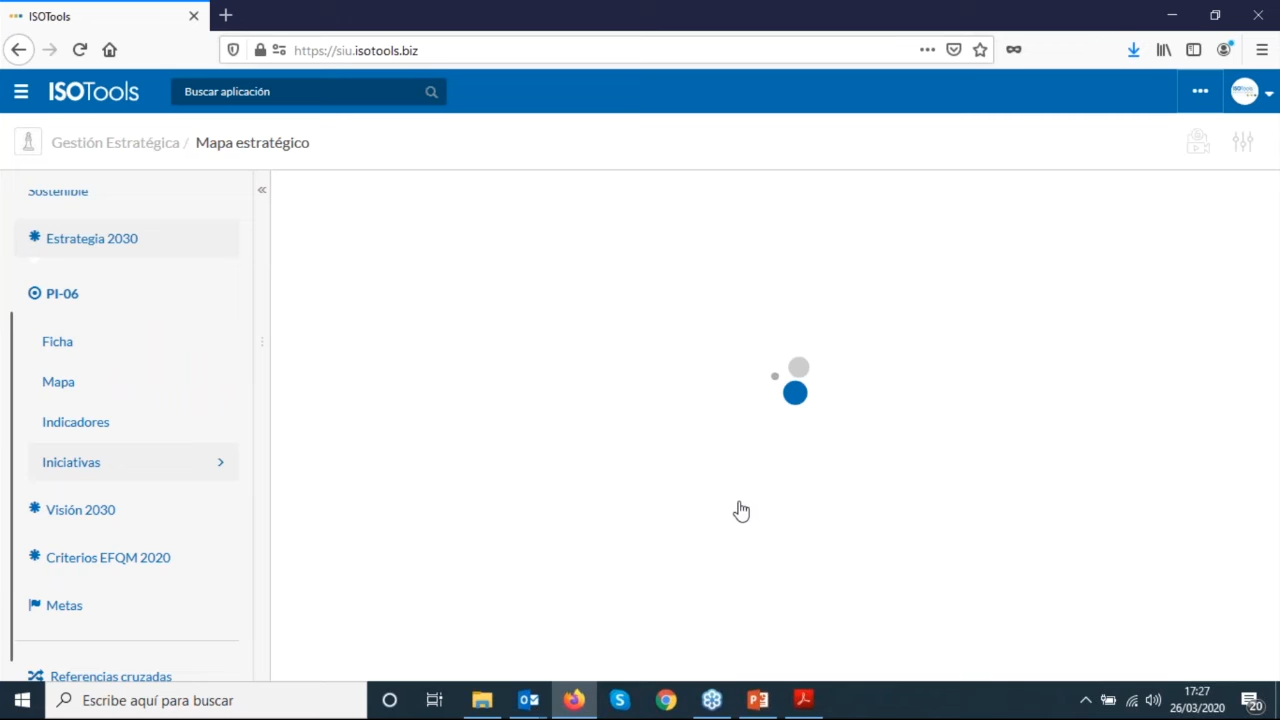 ISOTools
https://siu.isotools.biz
ISOTools
Buscar aplicación
Gestión Estratégica / Mapa estratégico
Sostenible
Estrategia 2030
PI-06
Ficha
Mapa
Indicadores
Iniciativas
Visión 2030
Criterios EFQM 2020
Metas
Referencias cruzadas
Escribe aquí para buscar
17:27
26/03/2020
20